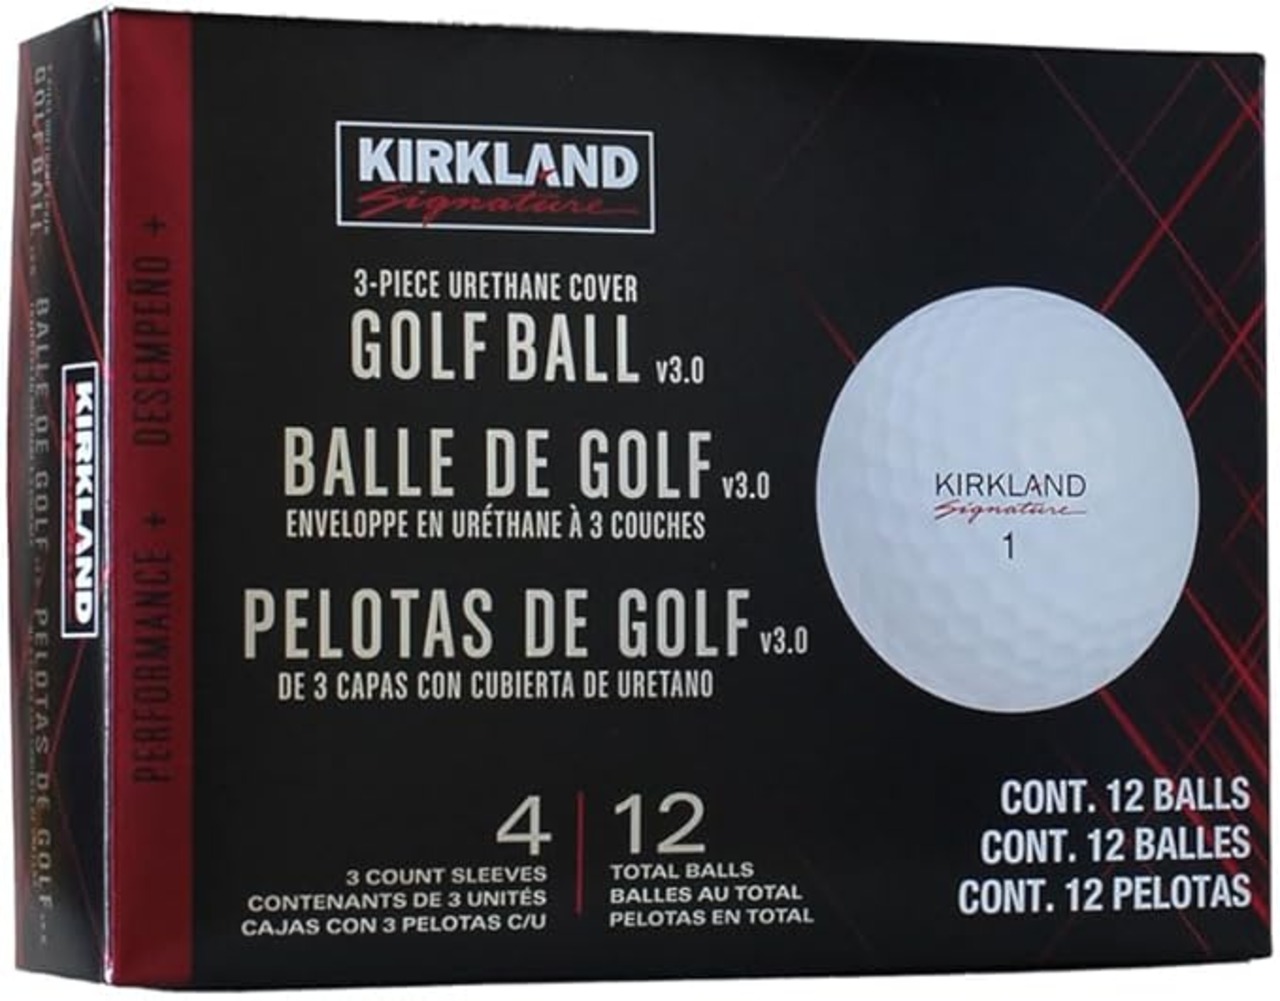 KIRKLAND
Signature
3-PIECE URETHANE COVER
GOLF BALL v3.0
BALLE DE GOLF v3.0
ENVELOPPE EN URÉTHANE À 3 COUCHES
PELOTAS DE GOLF v3.0
DE 3 CAPAS CON CUBIERTA DE URETANO
4
3 COUNT SLEEVES
CONTENANTS DE 3 UNITÉS
CAJAS CON 3 PELOTAS C/U
12
TOTAL BALLS
BALLES AU TOTAL
PELOTAS EN TOTAL
KIRKLAND
Signature
1
CONT. 12 BALLS
CONT. 12 BALLES
CONT. 12 PELOTAS
PERFORMANCE + DESEMPEÑO +
KIRKLAND
GOLF BALL
BALLE DE GOLF
PELOTAS DE GOLF